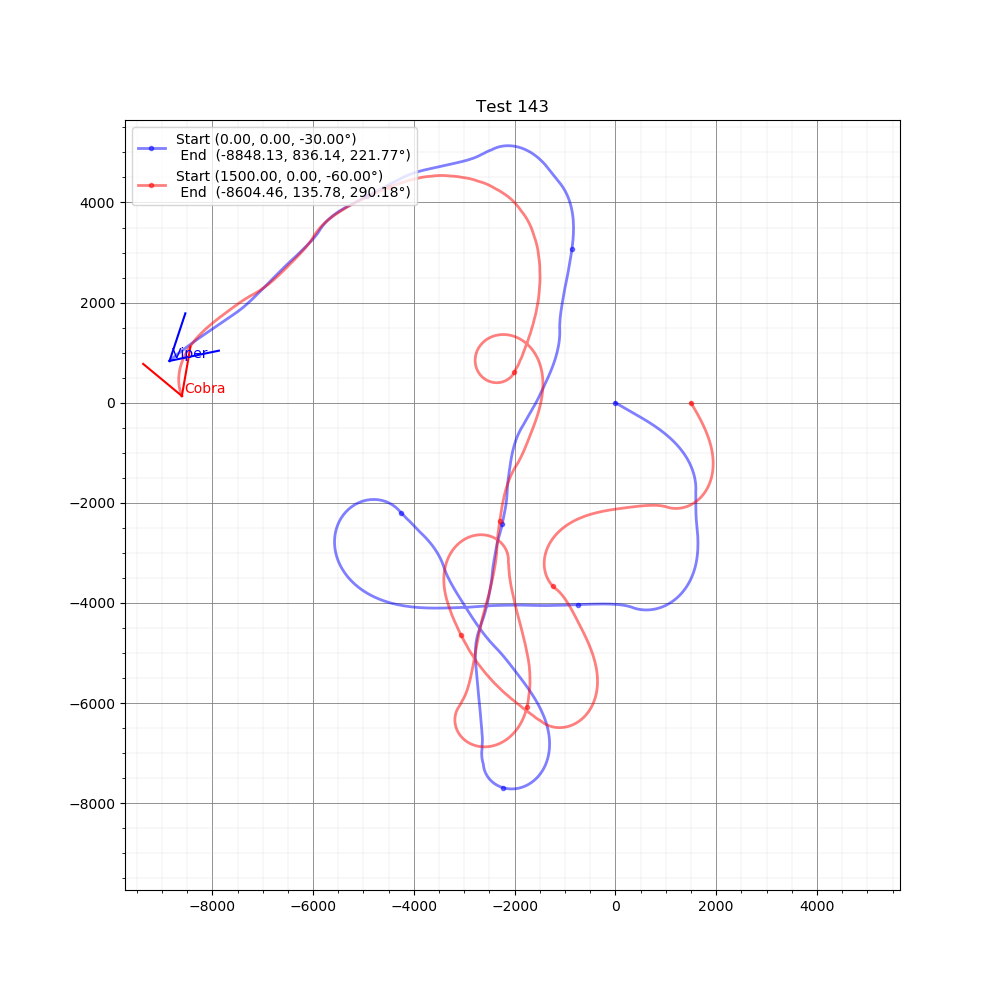 Test 143
Start (0.00, 0.00, -30.00°)
End (-8848.13, 836.14, 221.77°)
Start (1500.00, 0.00, -60.00°)
End (-8604.46, 135.78, 290.18°)
4000
2000
0
−2000
−4000
−6000
−8000
Viper
Cobra
−8000 −6000 −4000 −2000 0 2000 4000